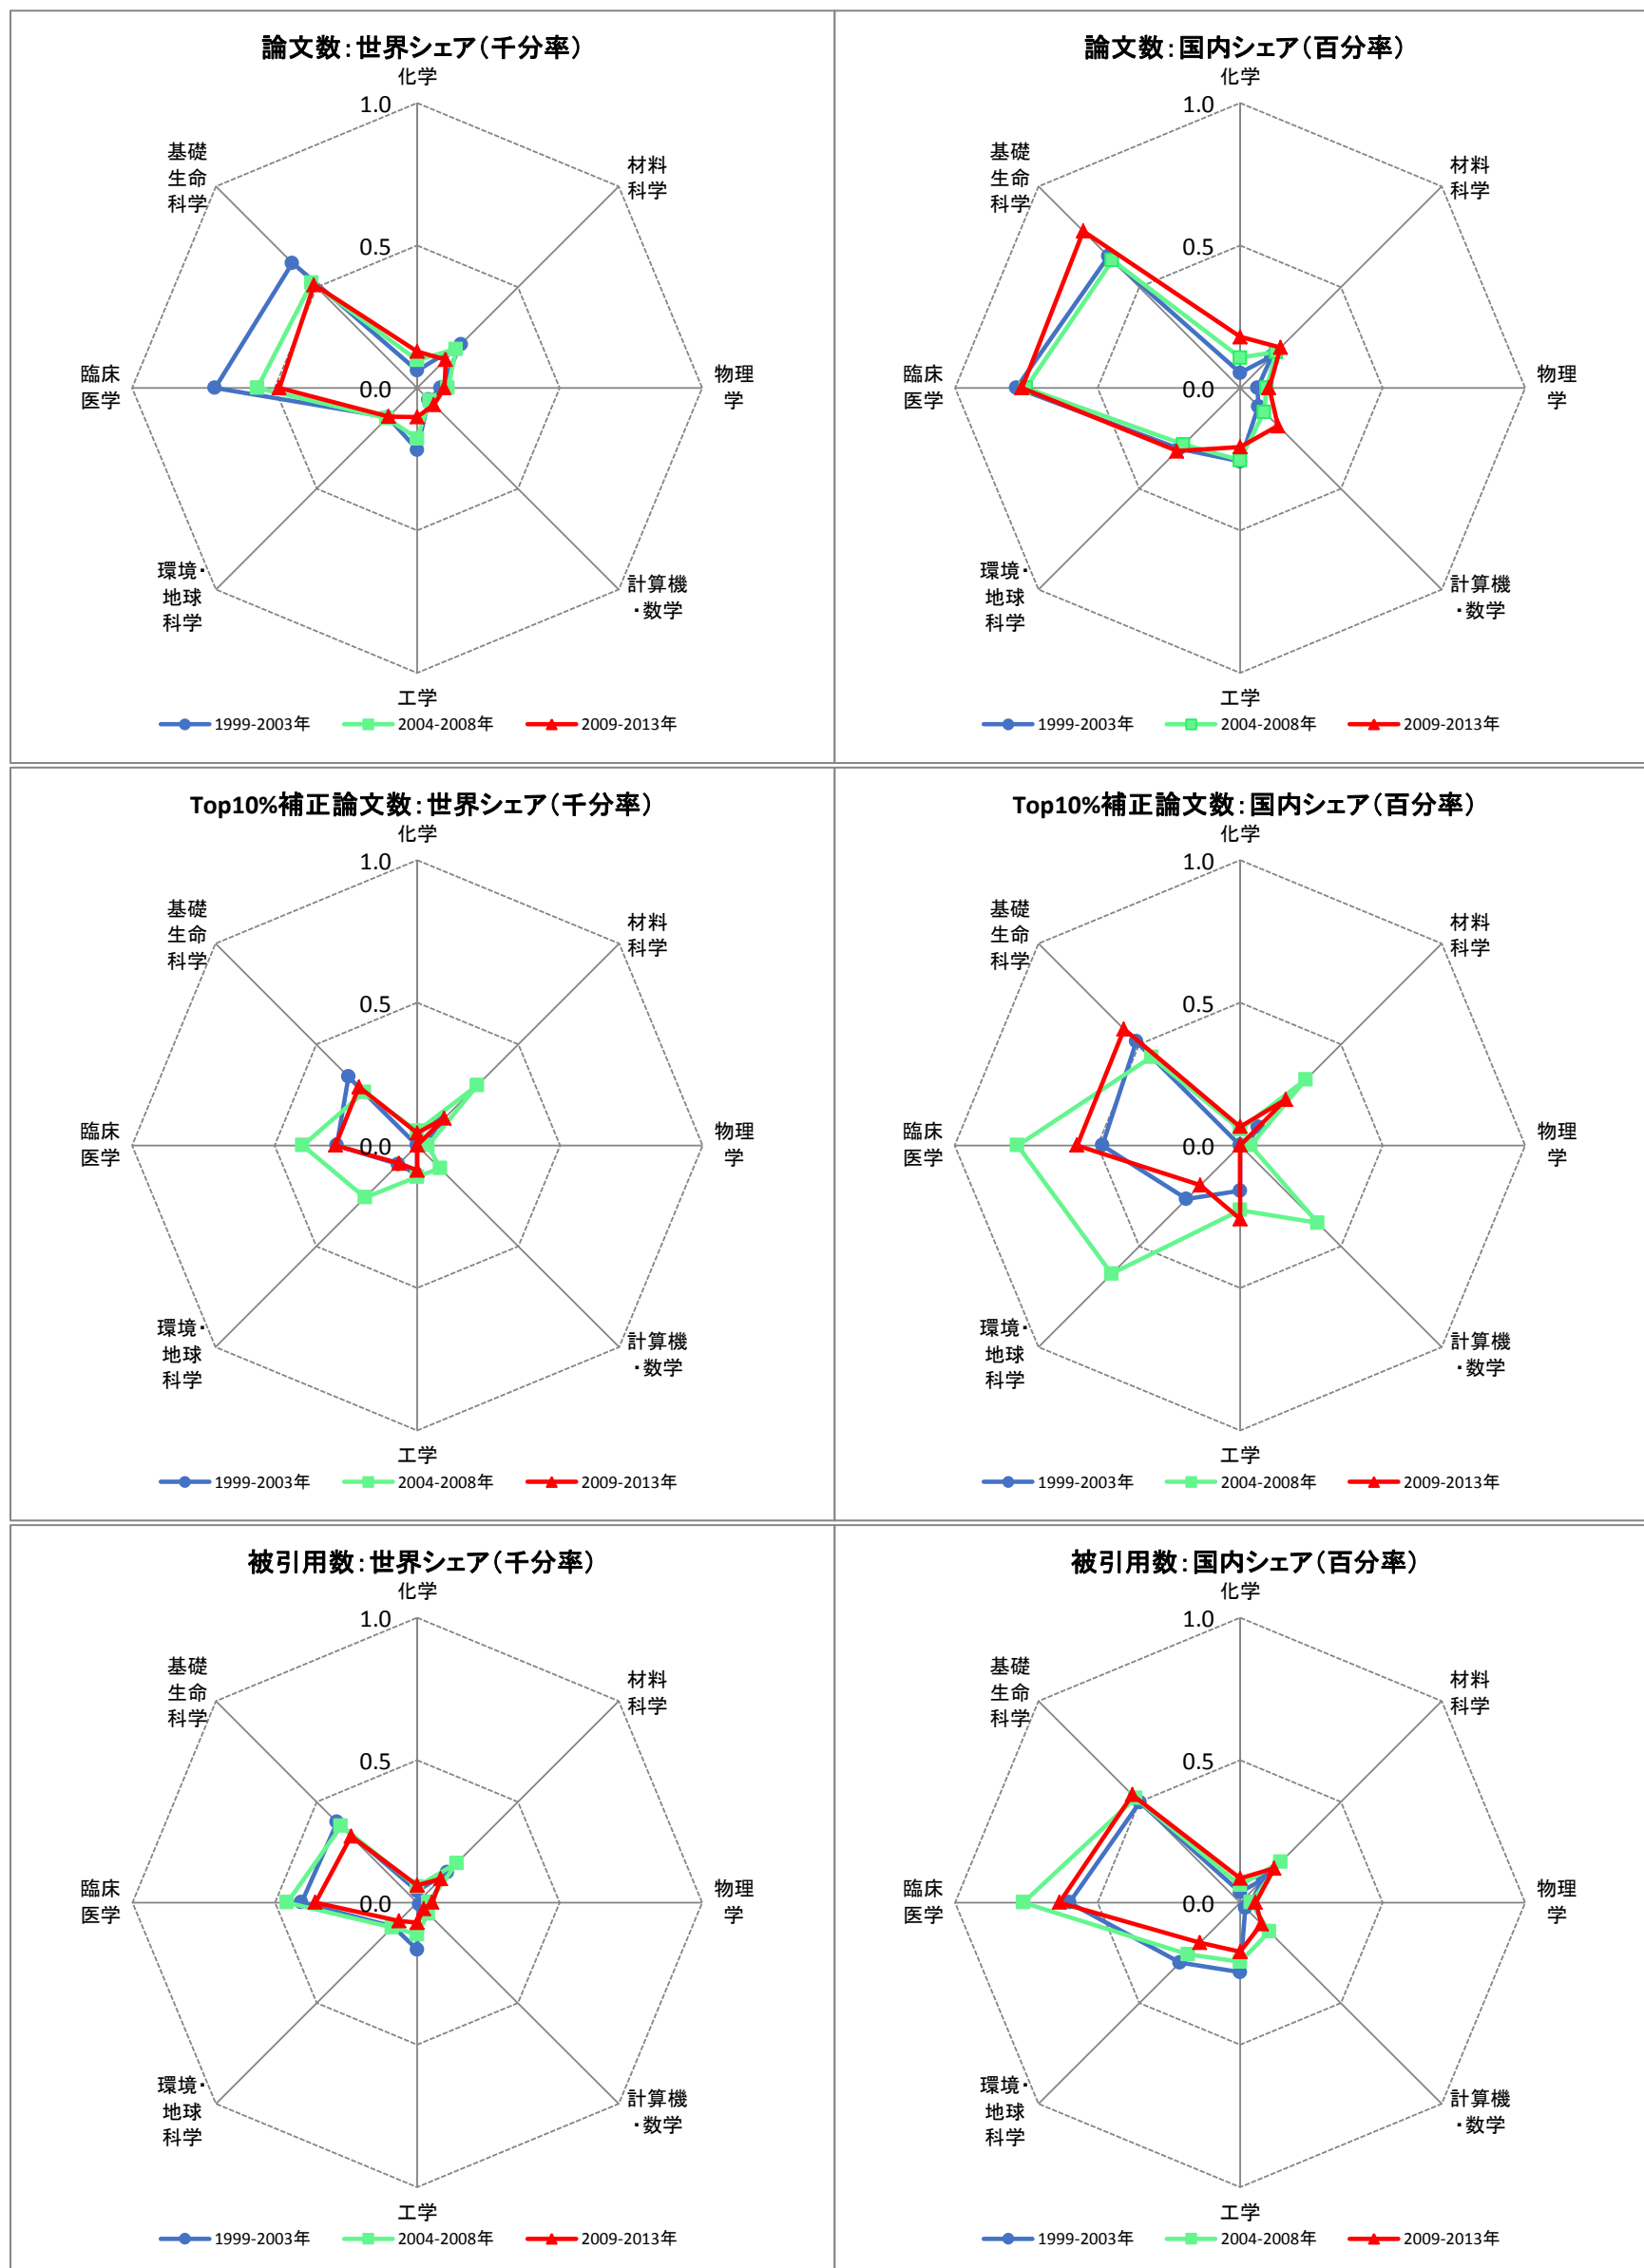 論文数：世界シェア（千分率）
化学
1.0
基礎
生命
科学
材料
科学
0.5
臨床
医学
0.0
物理
学
環境・
地球
科学
計算機
・数学
工学
1999-2003年
2004-2008年
2009-2013年
論文数：国内シェア（百分率）
化学
1.0
基礎
生命
科学
材料
科学
0.5
臨床
医学
0.0
物理
学
環境・
地球
科学
計算機
・数学
工学
1999-2003年
2004-2008年
2009-2013年
Top10%補正論文数：世界シェア（千分率）
化学
1.0
基礎
生命
科学
材料
科学
0.5
臨床
医学
0.0
物理
学
環境・
地球
科学
計算機
・数学
工学
1999-2003年
2004-2008年
2009-2013年
Top10%補正論文数：国内シェア（百分率）
化学
1.0
基礎
生命
科学
材料
科学
0.5
臨床
医学
0.0
物理
学
環境・
地球
科学
計算機
・数学
工学
1999-2003年
2004-2008年
2009-2013年
被引用数：世界シェア（千分率）
化学
1.0
基礎
生命
科学
材料
科学
0.5
臨床
医学
0.0
物理
学
環境・
地球
科学
計算機
・数学
工学
1999-2003年
2004-2008年
2009-2013年
被引用数：国内シェア（百分率）
化学
1.0
基礎
生命
科学
材料
科学
0.5
臨床
医学
0.0
物理
学
環境・
地球
科学
計算機
・数学
工学
1999-2003年
2004-2008年
2009-2013年